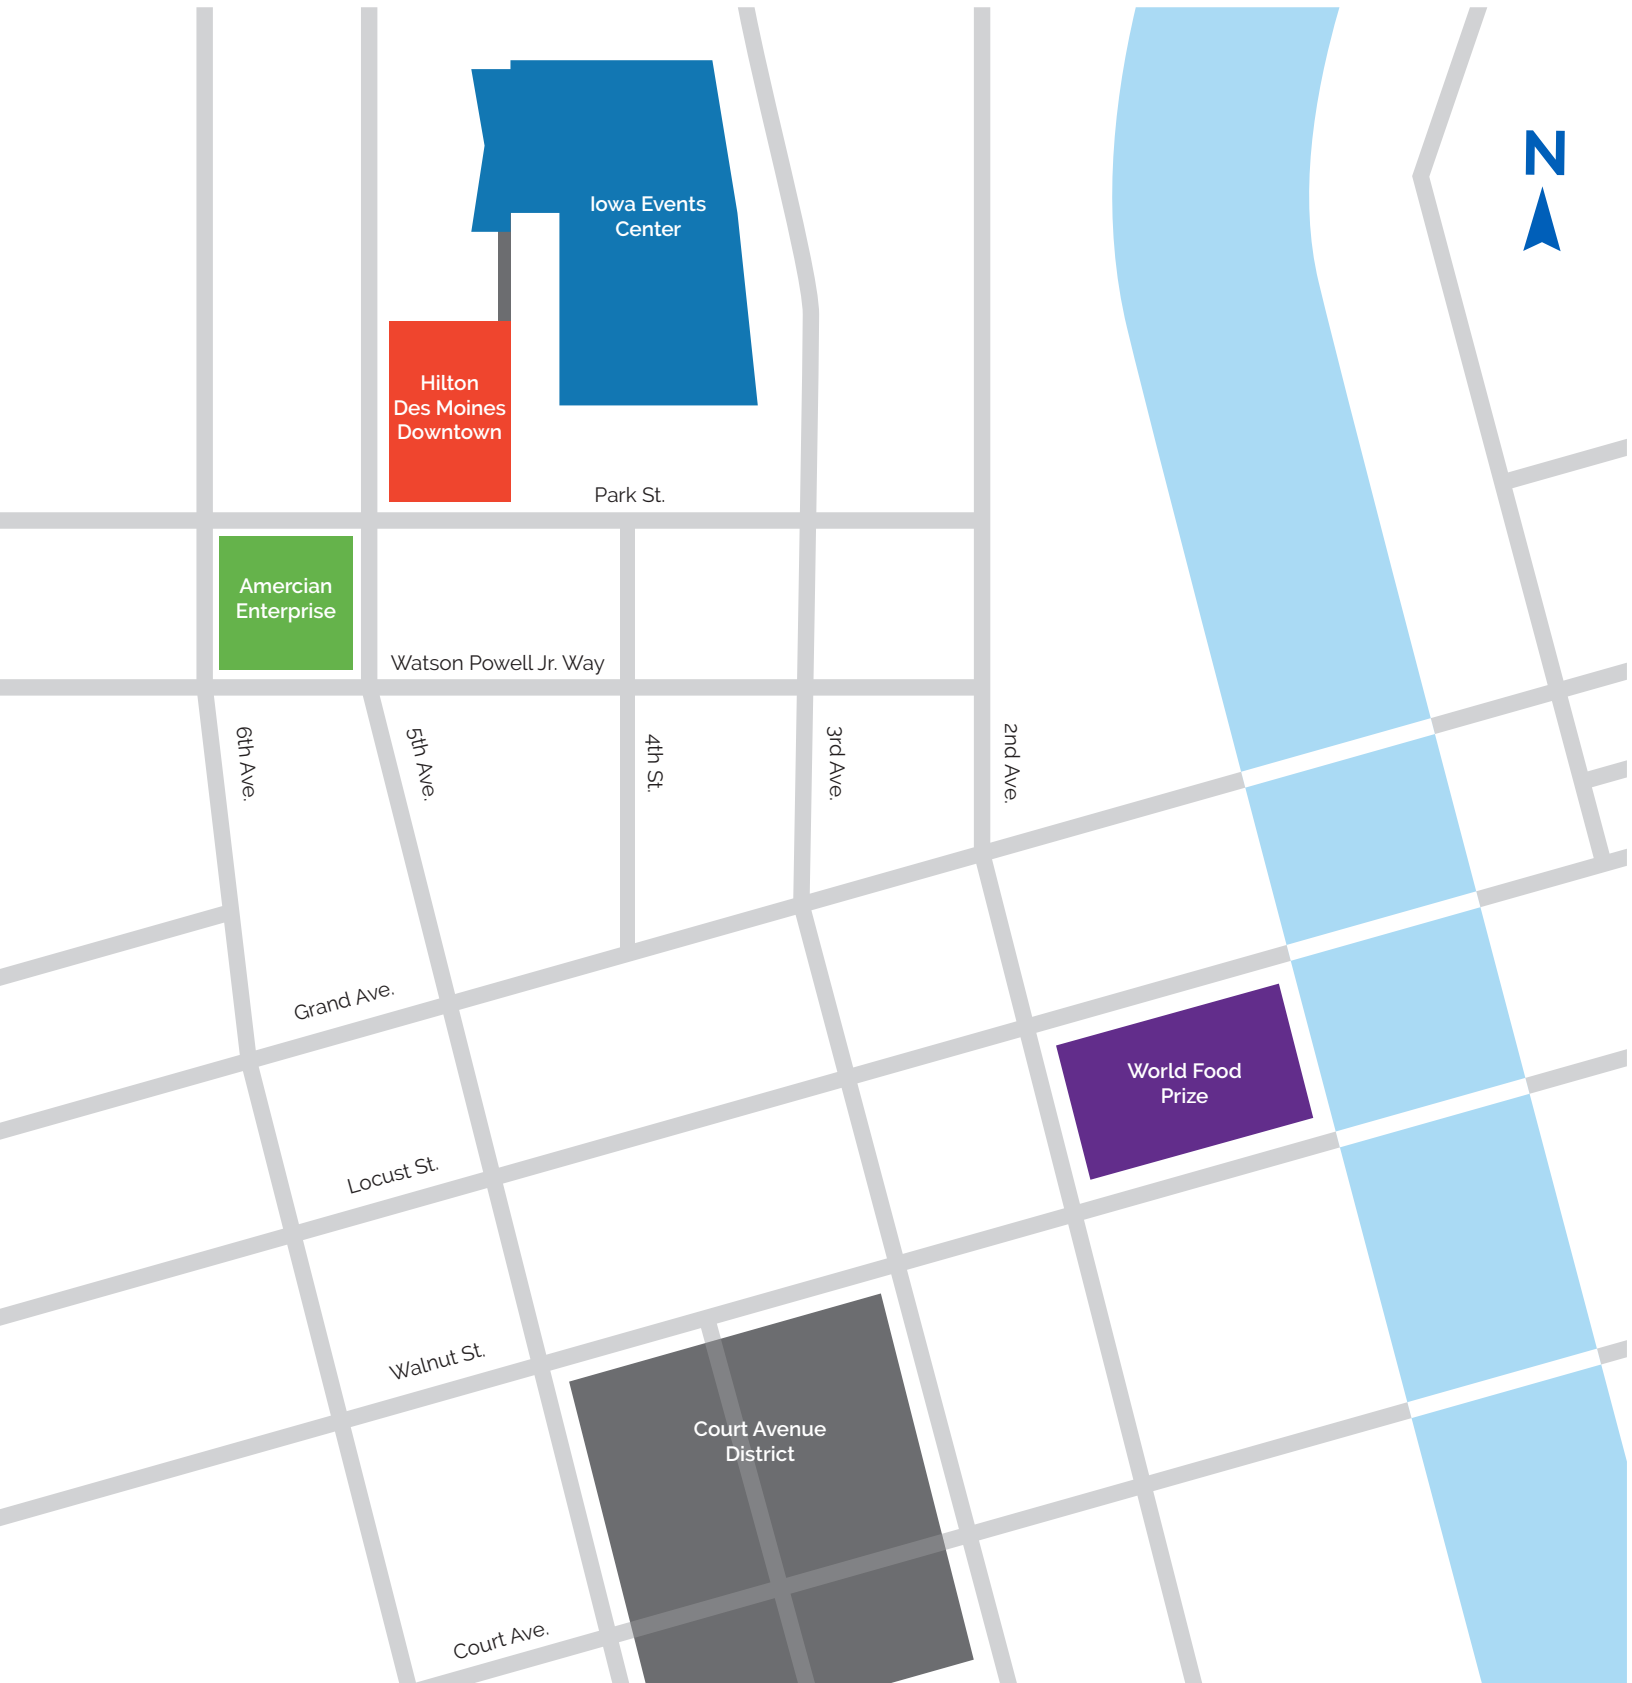 N
Iowa Events
Center
Hilton
Des Moines
Downtown
Park St.
Amercian
Enterprise
Watson Powell Jr. Way
6th Ave.
5th Ave.
4th St.
3rd Ave.
2nd Ave.
Grand Ave.
World Food
Prize
Locust St.
Walnut St.
Court Avenue
District
Court Ave.